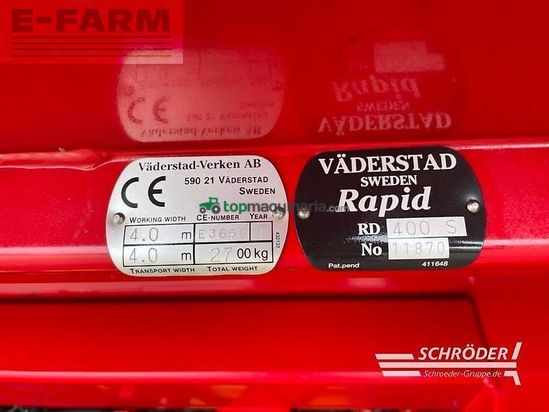 E-FARM
Väderstad-Verken AB
590 21 VÄDERSTAD
SWEDEN
CE
WORKING WIDTH CE-NUMBER YEAR
4.0 m
4.0 m 2700 kg
TRANSPORT WIDTH TOTAL WEIGHT
43212
VÄDERSTAD
SWEDEN
Rapid
RD 400 S
No 11870
Pat.pend 411648
topmaquinaria.com
SCHRÖDER
Schroeder-Gruppe.de